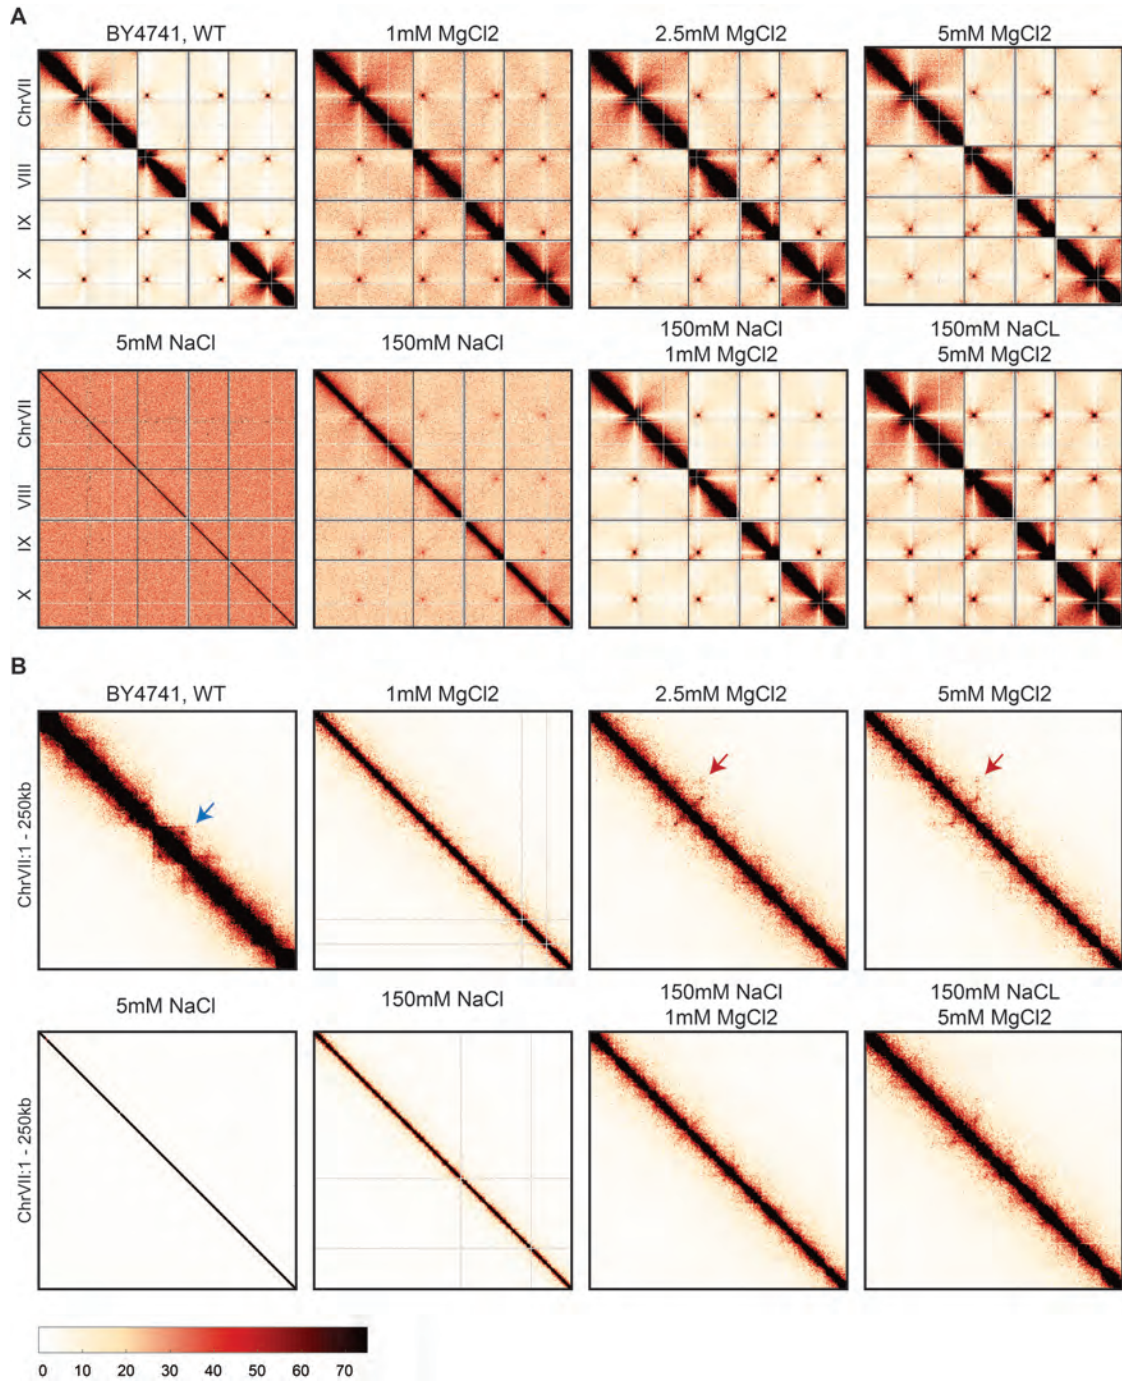 A
BY4741, WT
1mM MgCl2
2.5mM MgCl2
5mM MgCl2
ChrVII
VIII
IX
X
5mM NaCl
150mM NaCl
150mM NaCl
1mM MgCl2
150mM NaCL
5mM MgCl2
ChrVII
VIII
IX
X
B
BY4741, WT
1mM MgCl2
2.5mM MgCl2
5mM MgCl2
ChrVII:1 - 250kb
5mM NaCl
150mM NaCl
150mM NaCl
1mM MgCl2
150mM NaCL
5mM MgCl2
ChrVII:1 - 250kb
0 10 20 30 40 50 60 70